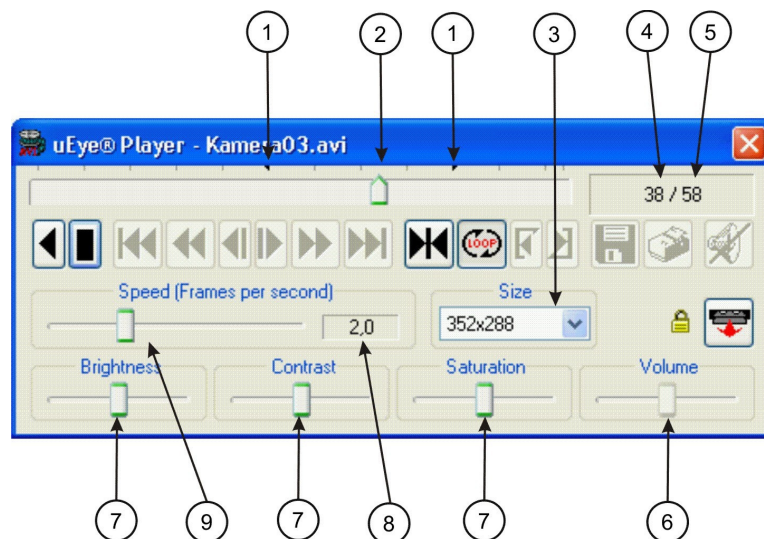 1 2 1 3 4 5
uEye® Player - Kamera03.avi
38 / 58
LOOP
Speed (Frames per second) Size
2,0 352x288
Brightness Contrast Saturation Volume
7 9 7 8 7 6